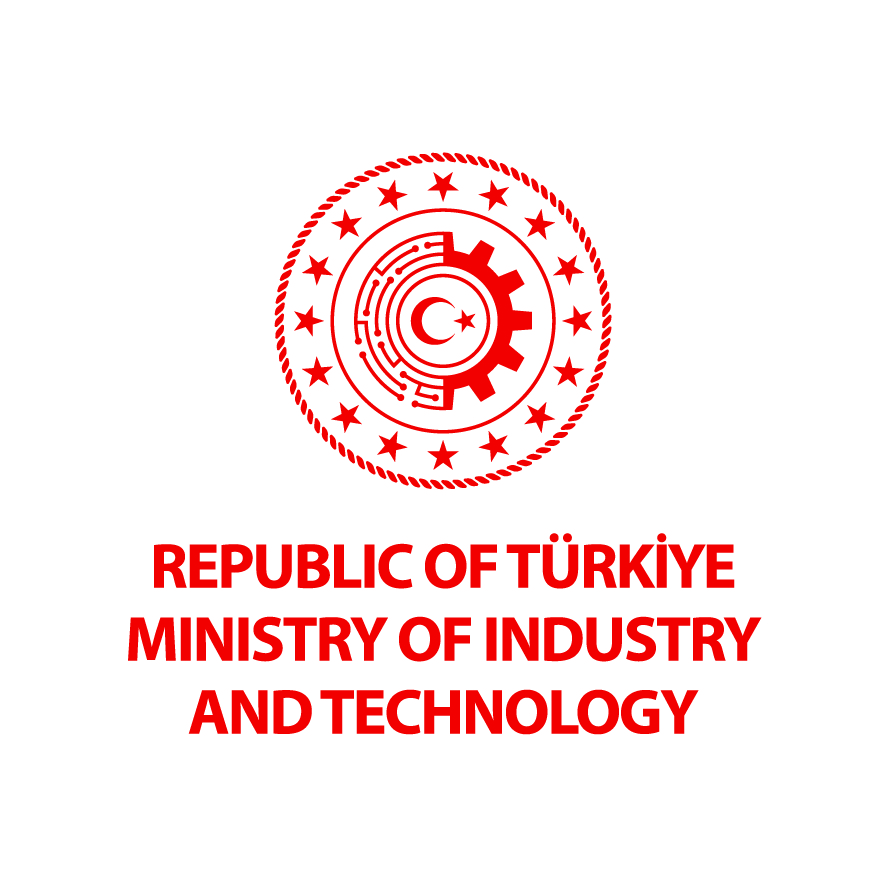 REPUBLIC OF TÜRKİYE
MINISTRY OF INDUSTRY
AND TECHNOLOGY